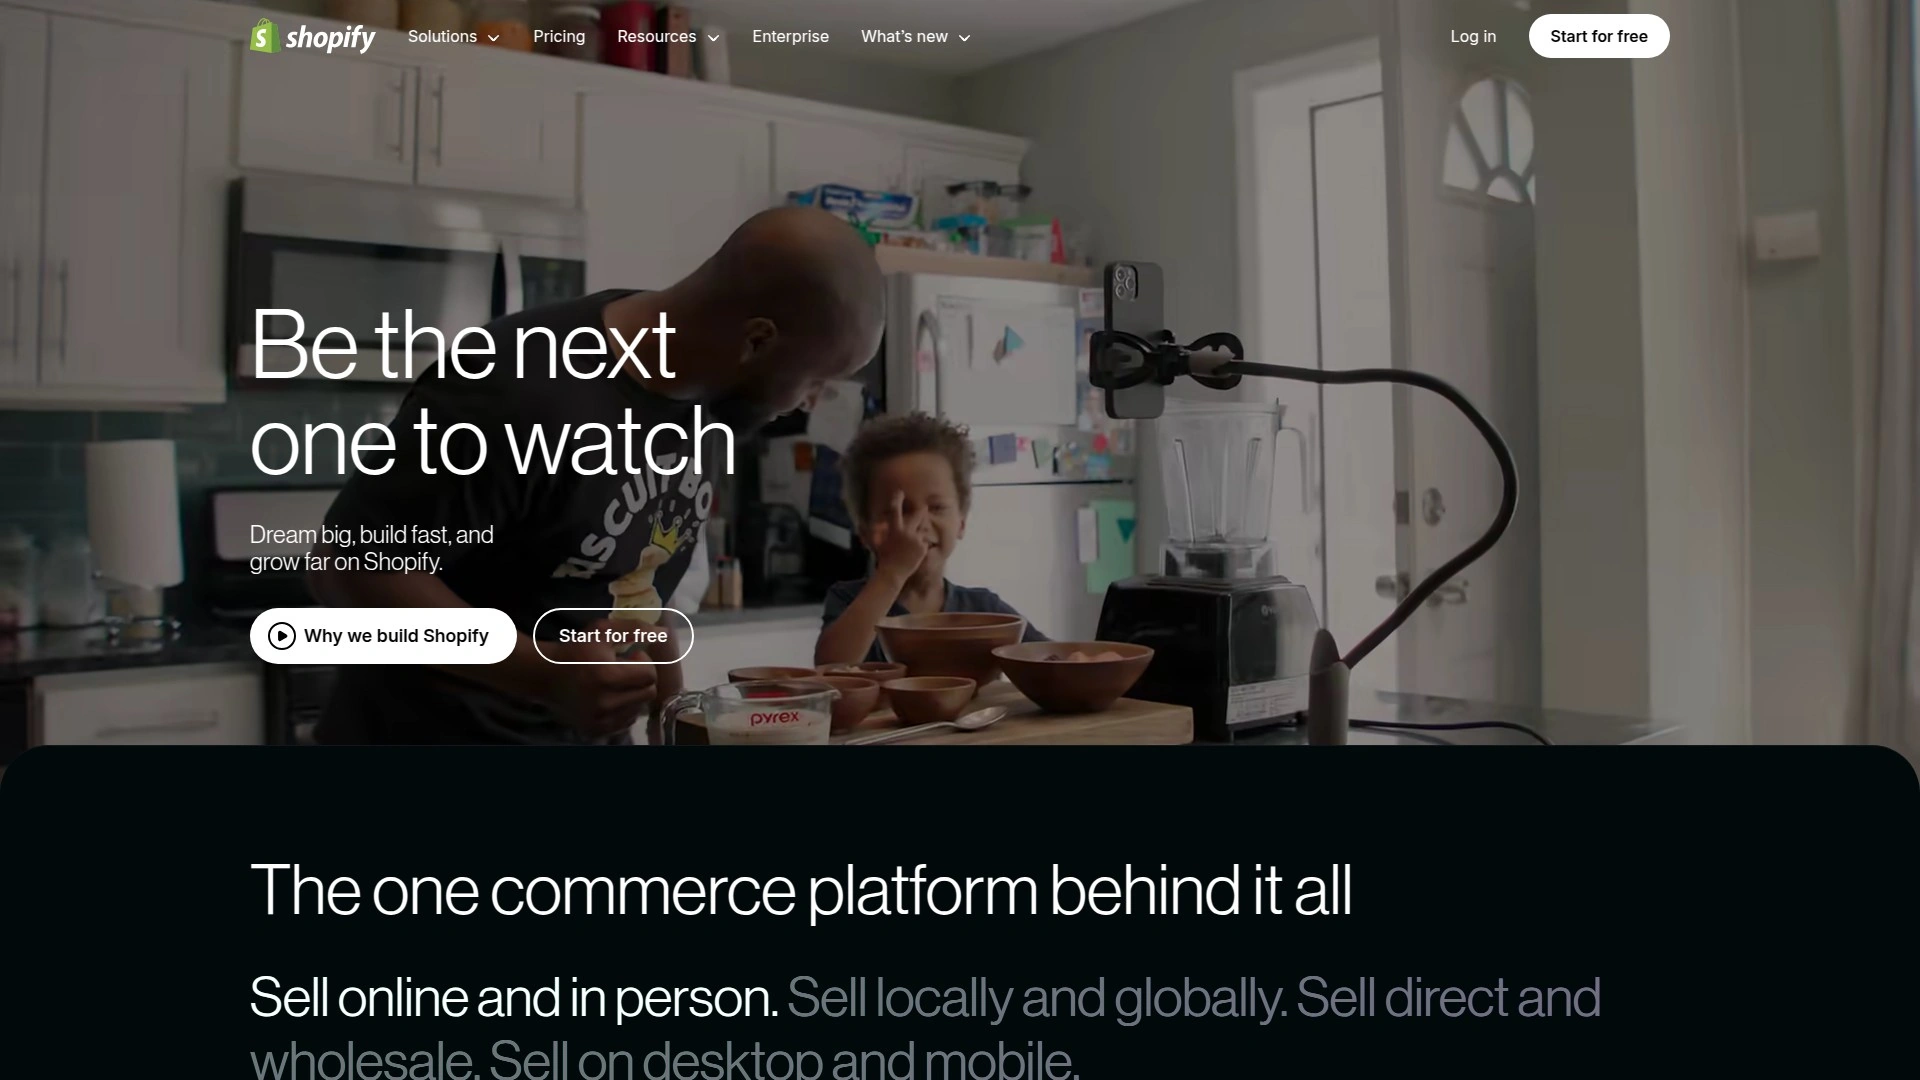 shopify
Solutions
Pricing
Resources
Enterprise
What's new
Log in
Start for free
Be the next
one to watch
Dream big, build fast, and
grow far on Shopify.
Why we build Shopify
Start for free
pyrex
The one commerce platform behind it all
Sell online and in person. Sell locally and globally. Sell direct and
wholesale. Sell on desktop and mobile.